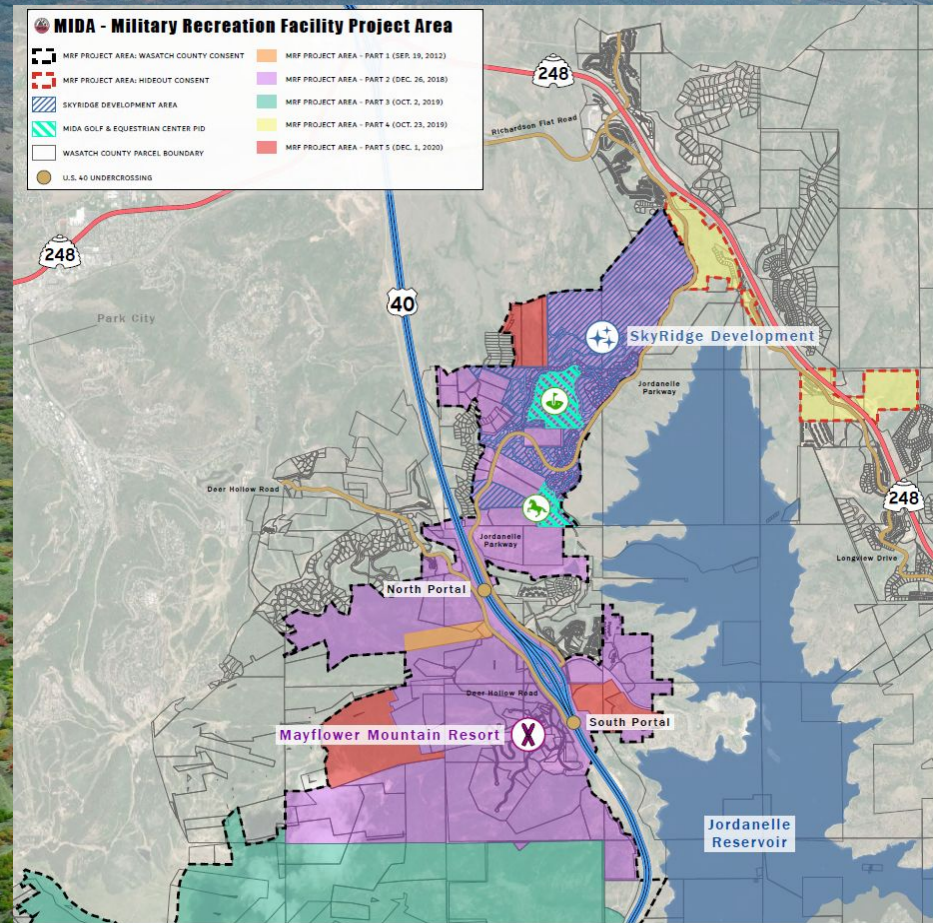 MIDA - Military Recreation Facility Project Area
MRF PROJECT AREA: WASATCH COUNTY CONSENT
MRF PROJECT AREA: HIDEOUT CONSENT
SKYRIDGE DEVELOPMENT AREA
MIDA GOLF & EQUESTRIAN CENTER PID
WASATCH COUNTY PARCEL BOUNDARY
U.S. 40 UNDERCROSSING
MRF PROJECT AREA - PART 1 (SEP. 19, 2012)
MRF PROJECT AREA - PART 2 (DEC. 26, 2018)
MRF PROJECT AREA - PART 3 (OCT. 2, 2019)
MRF PROJECT AREA - PART 4 (OCT. 23, 2019)
MRF PROJECT AREA - PART 5 (DEC. 1, 2020)
248
Richardson Flat Road
248
40
Park City
SkyRidge Development
Jordanelle
Parkway
Deer Hollow Road
248
Jordanelle
Parkway
Longview Drive
North Portal
Deer Hollow Road
South Portal
Mayflower Mountain Resort
Jordanelle
Reservoir